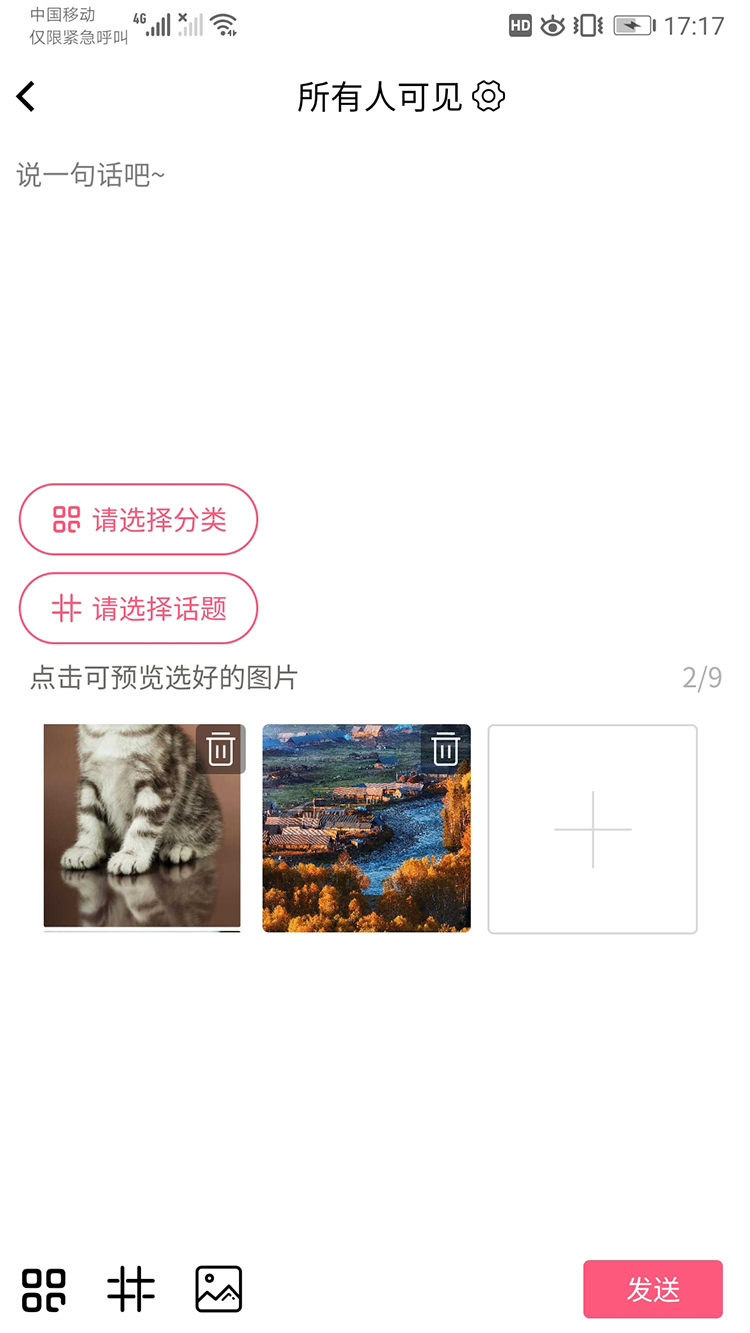 中国移动
仅限紧急呼叫
4G
HD
17:17
所有人可见
说一句话吧~
请选择分类
请选择话题
点击可预览选好的图片
2/9
发送